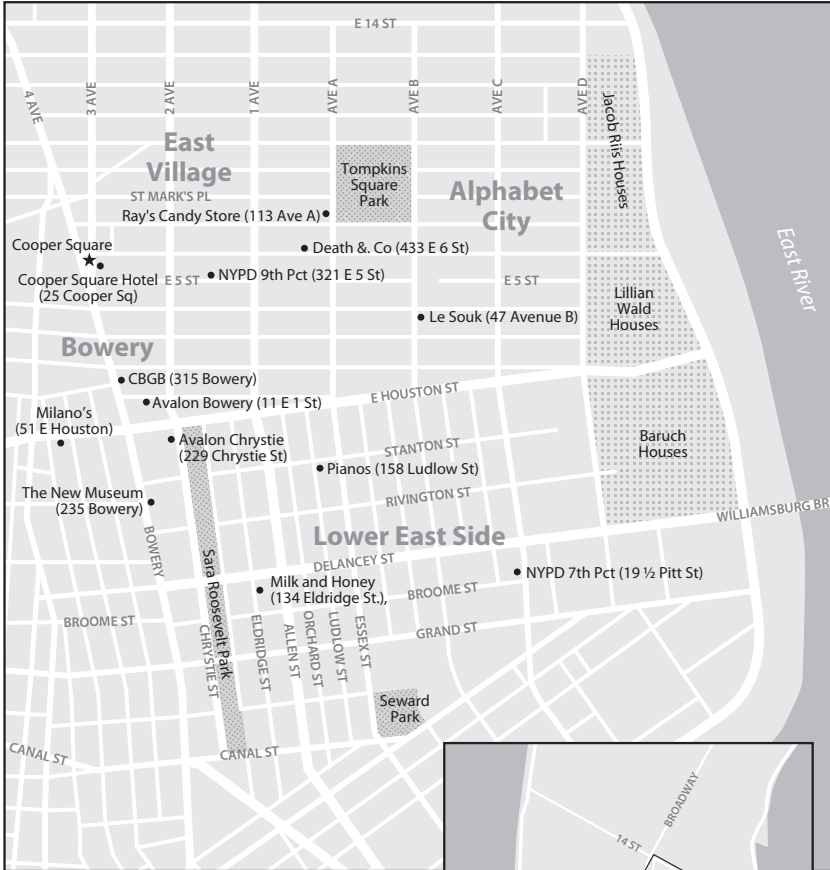 E 14 ST
4 AVE
3 AVE
2 AVE
1 AVE
AVE A
AVE B
AVE C
AVE D
Jacob Riis Houses
East
Village
Tompkins
Square
Park
Alphabet
City
ST MARK'S PL
Ray's Candy Store (113 Ave A)
Cooper Square
Death &. Co (433 E 6 St)
East River
Cooper Square Hotel
(25 Cooper Sq)
E 5 ST
NYPD 9th Pct (321 E 5 St)
E 5 ST
Lillian
Wald
Houses
Le Souk (47 Avenue B)
Bowery
CBGB (315 Bowery)
Avalon Bowery (11 E 1 St)
E HOUSTON ST
Milano's
(51 E Houston)
Avalon Chrystie
(229 Chrystie St)
STANTON ST
Baruch
Houses
Pianos (158 Ludlow St)
The New Museum
(235 Bowery)
RIVINGTON ST
WILLIAMSBURG BR
BOWERY
Lower East Side
DELANCEY ST
Sara Roosevelt Park
Milk and Honey
(134 Eldridge St.),
NYPD 7th Pct (19 ½ Pitt St)
BROOME ST
BROOME ST
GRAND ST
CHRYSTIE ST
ELDRIDGE ST
ALLEN ST
ORCHARD ST
LUDLOW ST
ESSEX ST
Seward
Park
CANAL ST
CANAL ST
BROADWAY
14 ST